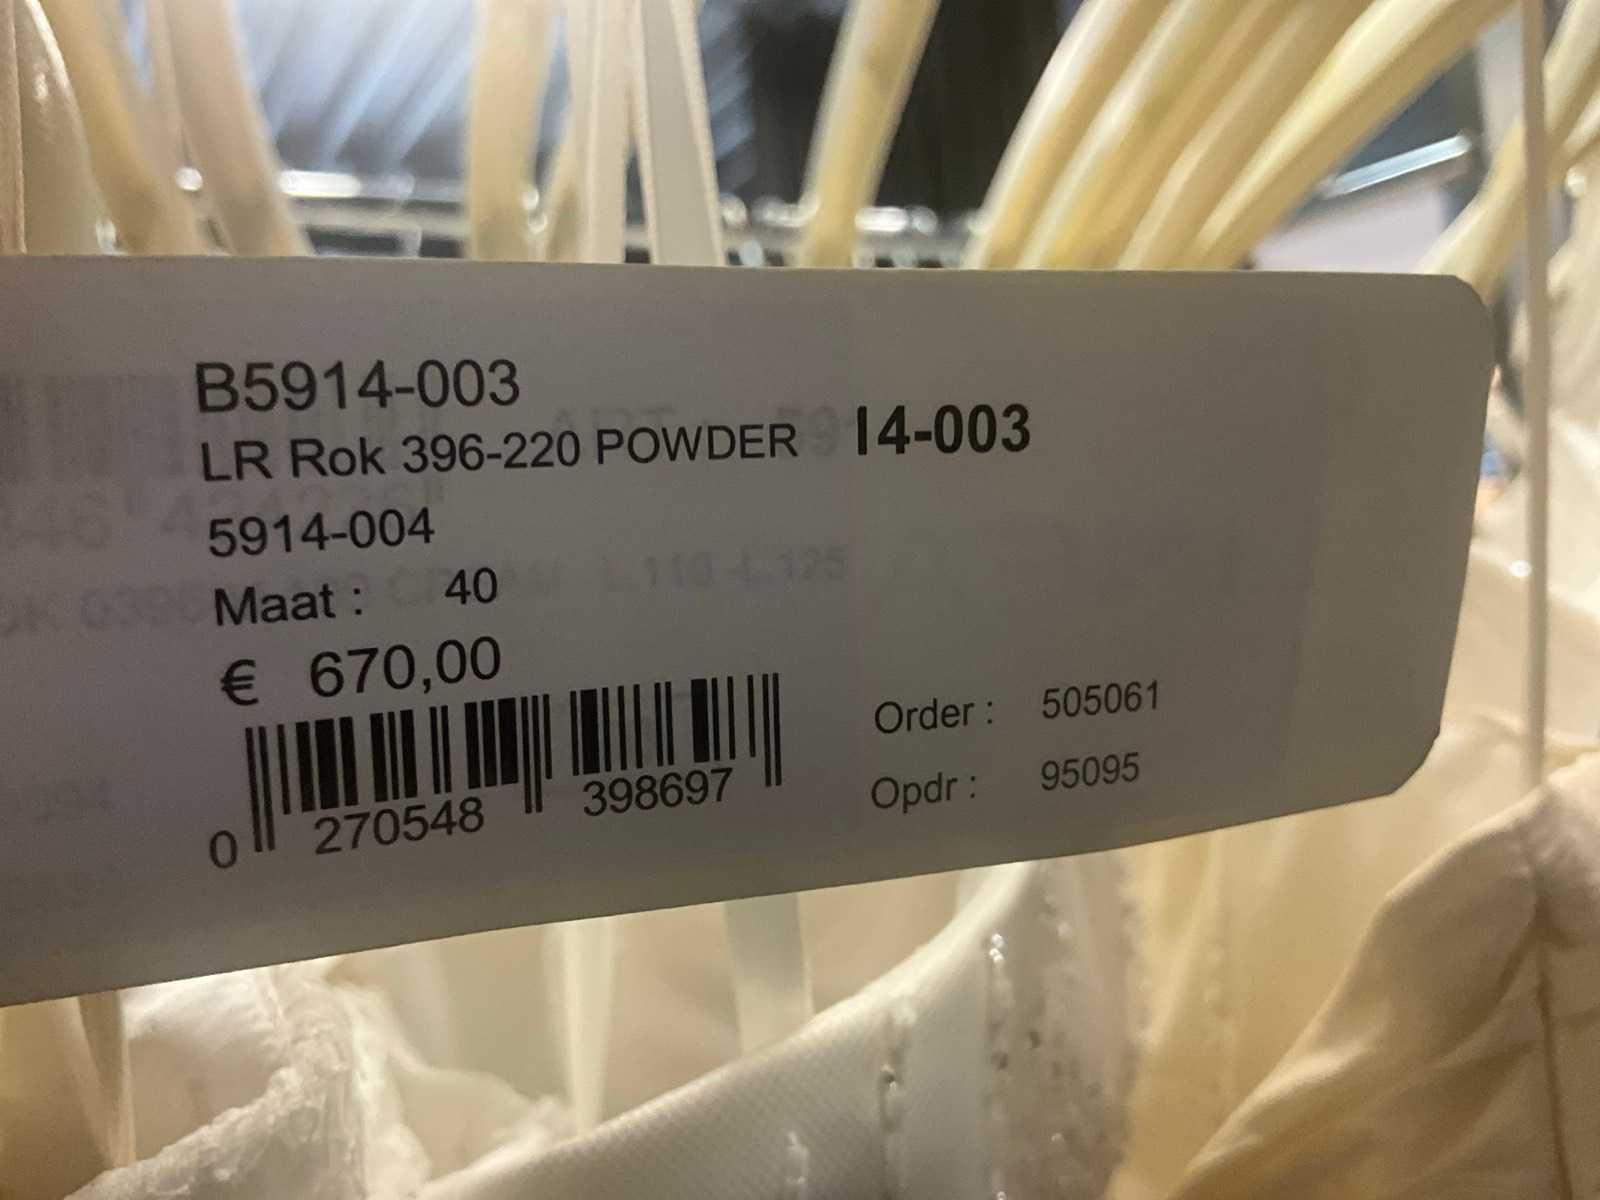 B5914-003
LR Rok 396-220 POWDER 14-003
5914-004
Maat : 40
€ 670,00
0 270548 398697
Order : 505061
Opdr : 95095